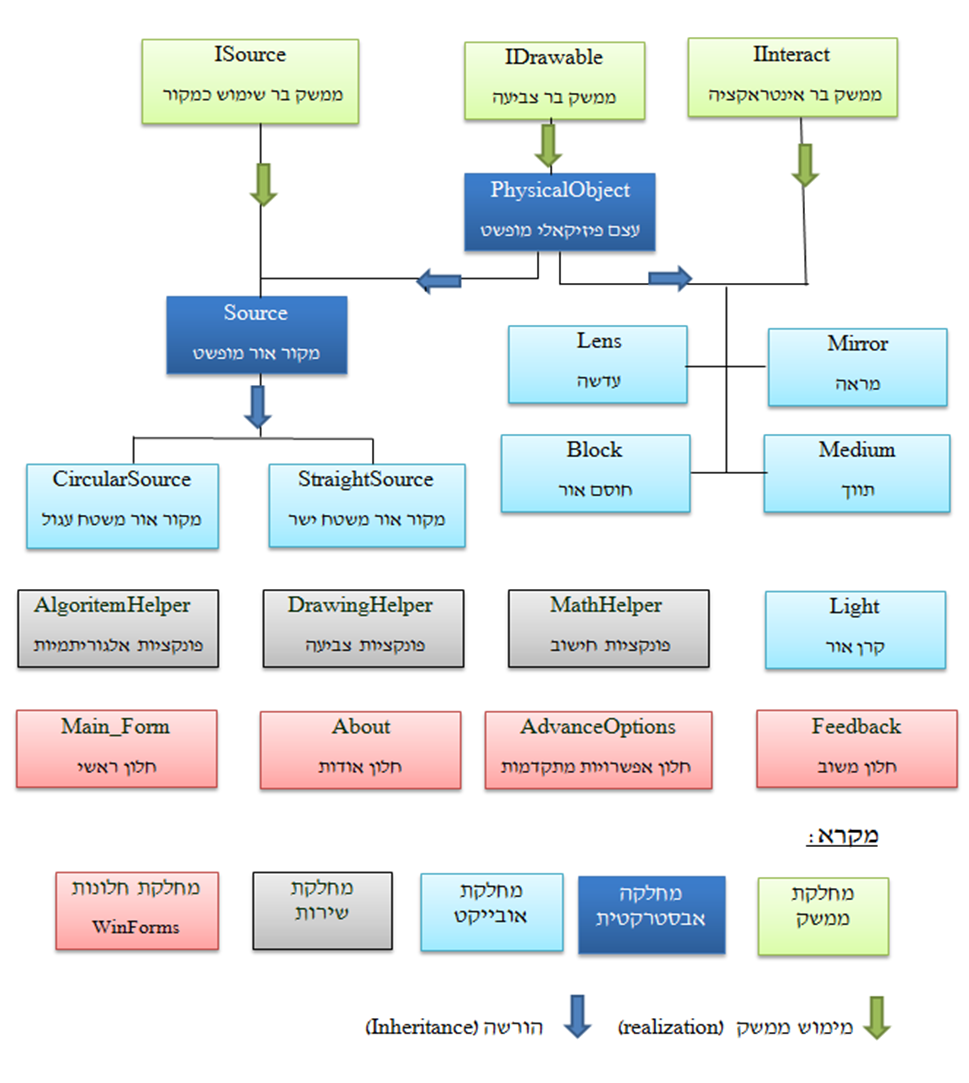 ISource
ממשק בר שימוש כמקור
IDrawable
ממשק בר צביעה
IInteract
ממשק בר אינטראקציה
PhysicalObject
עצם פיזיקאלי מופשט
Source
מקור אור מופשט
Lens
עדשה
Mirror
מראה
Block
חוסם אור
Medium
תווך
CircularSource
מקור אור משטח עגול
StraightSource
מקור אור משטח ישר
AlgoritemHelper
פונקציות אלגוריתמיות
DrawingHelper
פונקציות צביעה
MathHelper
פונקציות חישוב
Light
קרן אור
Main_Form
חלון ראשי
About
חלון אודות
AdvanceOptions
חלון אפשרויות מתקדמות
Feedback
חלון משוב
מקרא:
מחלקת
ממשק
מחלקה
אבסטרקטית
מחלקת
אובייקט
מחלקת
שירות
מחלקת חלונות
WinForms
מימוש ממשק (realization)
הורשה (Inheritance)